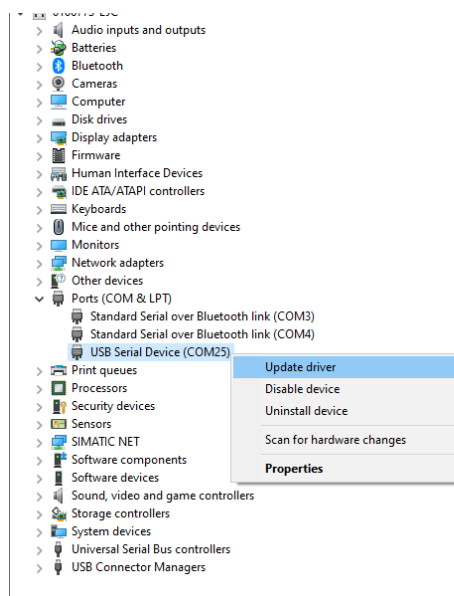 Audio inputs and outputs
Batteries
Bluetooth
Cameras
Computer
Disk drives
Display adapters
Firmware
Human Interface Devices
IDE ATA/ATAPI controllers
Keyboards
Mice and other pointing devices
Monitors
Network adapters
Other devices
Ports (COM & LPT)
Standard Serial over Bluetooth link (COM3)
Standard Serial over Bluetooth link (COM4)
USB Serial Device (COM25)
Update driver
Disable device
Uninstall device
Scan for hardware changes
Properties
Print queues
Processors
Security devices
Sensors
SIMATIC NET
Software components
Software devices
Sound, video and game controllers
Storage controllers
System devices
Universal Serial Bus controllers
USB Connector Managers